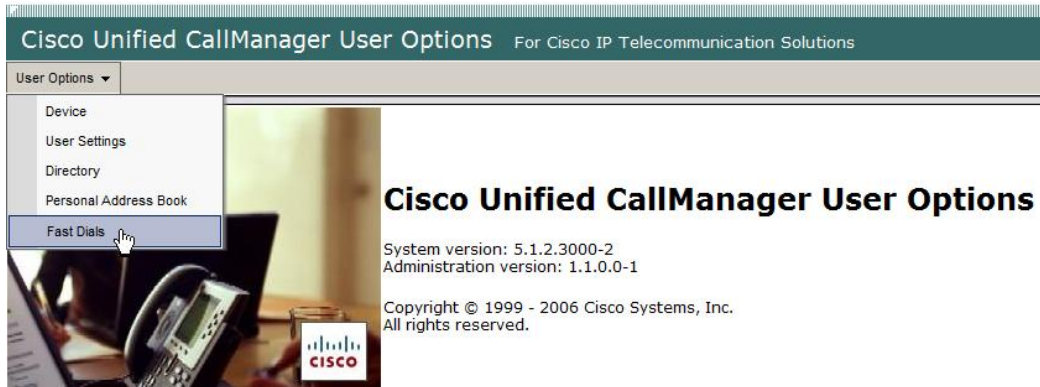 Cisco Unified CallManager User Options For Cisco IP Telecommunication Solutions
User Options
Device
User Settings
Directory
Personal Address Book
Fast Dials
Cisco Unified CallManager User Options
System version: 5.1.2.3000-2
Administration version: 1.1.0.0-1
Copyright © 1999 - 2006 Cisco Systems, Inc.
All rights reserved.
CISCO